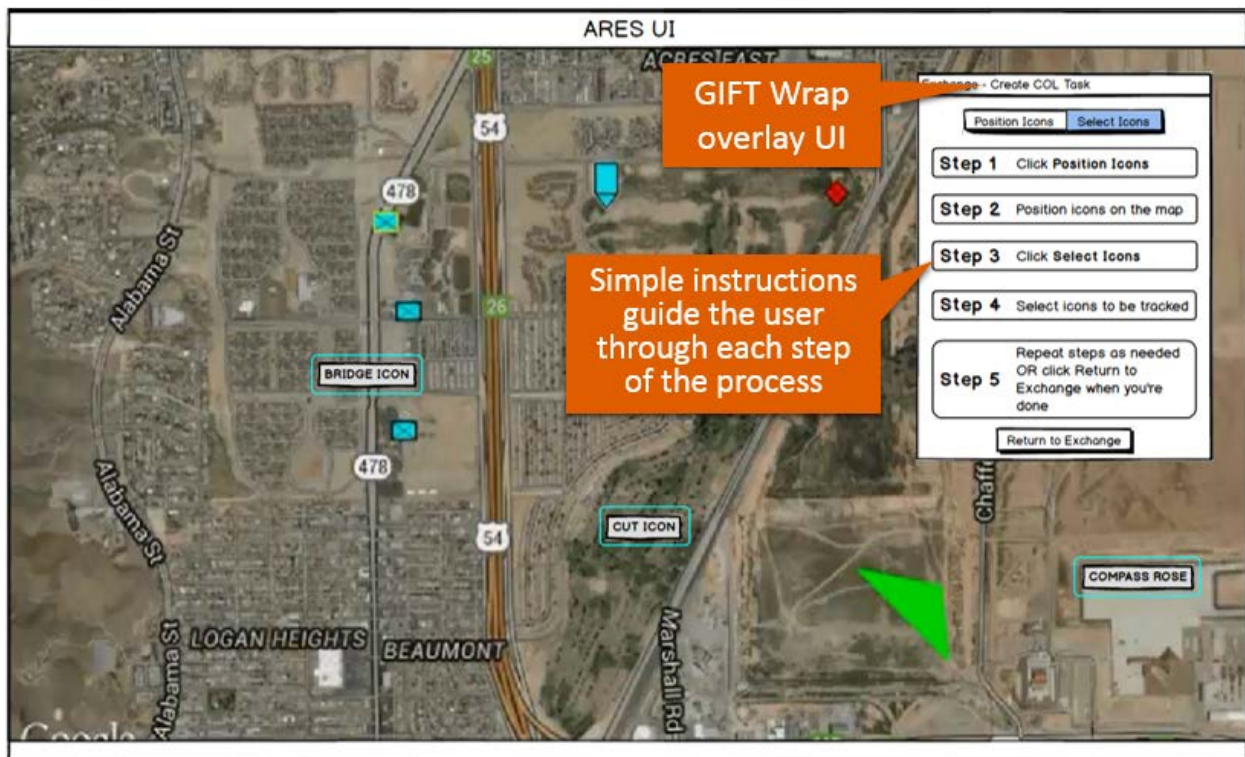 ARES UI
25
ACRES EAST
GIFT Wrap
overlay UI
Exchange - Create COL Task
Position Icons
Select Icons
Step 1 Click Position Icons
Step 2 Position icons on the map
Step 3 Click Select Icons
Step 4 Select icons to be tracked
Step 5 Repeat steps as needed
OR click Return to
Exchange when you're
done
Return to Exchange
Simple instructions
guide the user
through each step
of the process
54
478
Alabama St
26
BRIDGE ICON
478
Alabama St
54
CUT ICON
COMPASS ROSE
Marshall Rd
LOGAN HEIGHTS
BEAUMONT
Alabama St
Google